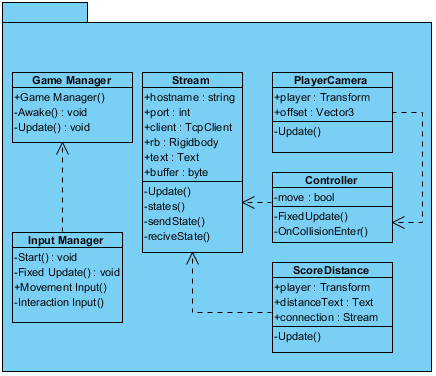 Game Manager
+Game Manager()
-Awake() : void
-Update() : void
Input Manager
-Start() : void
-Fixed Update() : void
+Movement Input()
-Interaction Input()
Stream
+hostname : string
+port : int
+client : TcpClient
+rb : Rigidbody
+text : Text
+buffer : byte
-Update()
-states()
-sendState()
-reciveState()
PlayerCamera
+player : Transform
+offset : Vector3
-Update()
Controller
-move : bool
-FixedUpdate()
-OnCollisionEnter()
ScoreDistance
+player : Transform
+distanceText : Text
+connection : Stream
-Update()